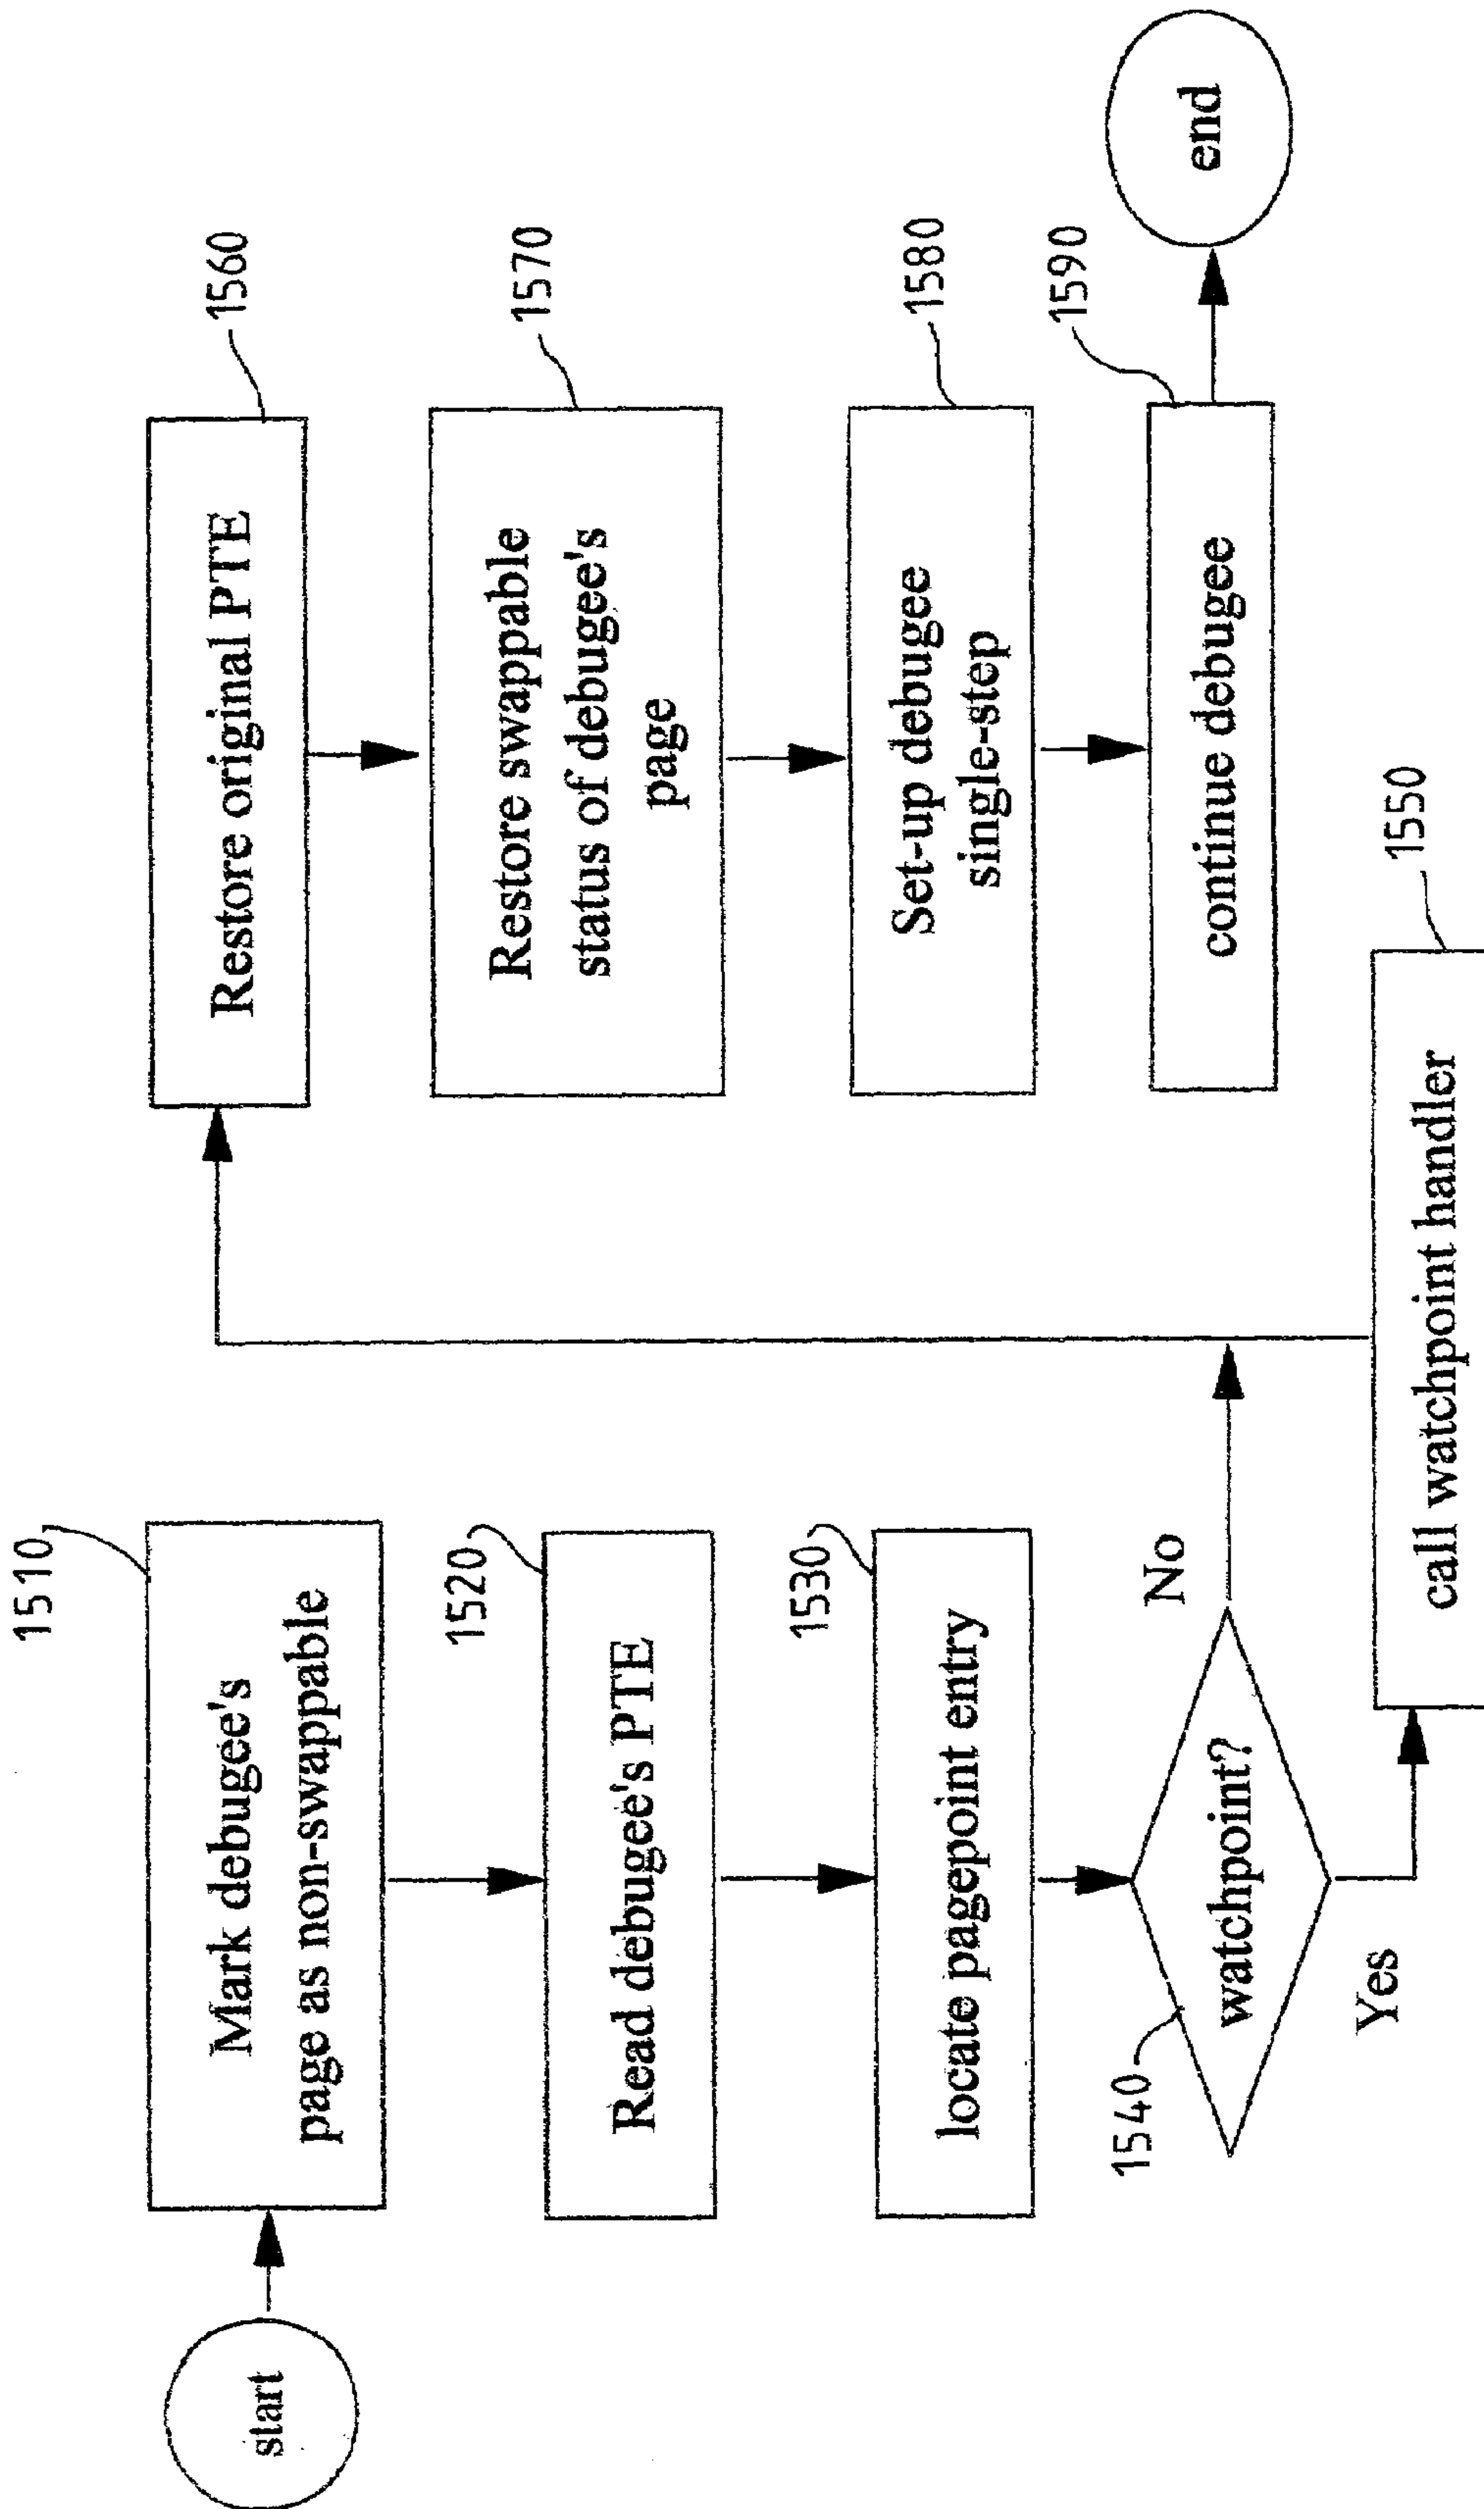 start
1510
Mark debugee's
page as non-swappable
1520
Read debugee's PTE
1530
locate pagepoint entry
1540
watchpoint?
No
Yes
call watchpoint handler
1550
Restore original PTE
1560
Restore swappable
status of debugee's
page
1570
Set-up debugee
single-step
1580
continue debugee
1590
end